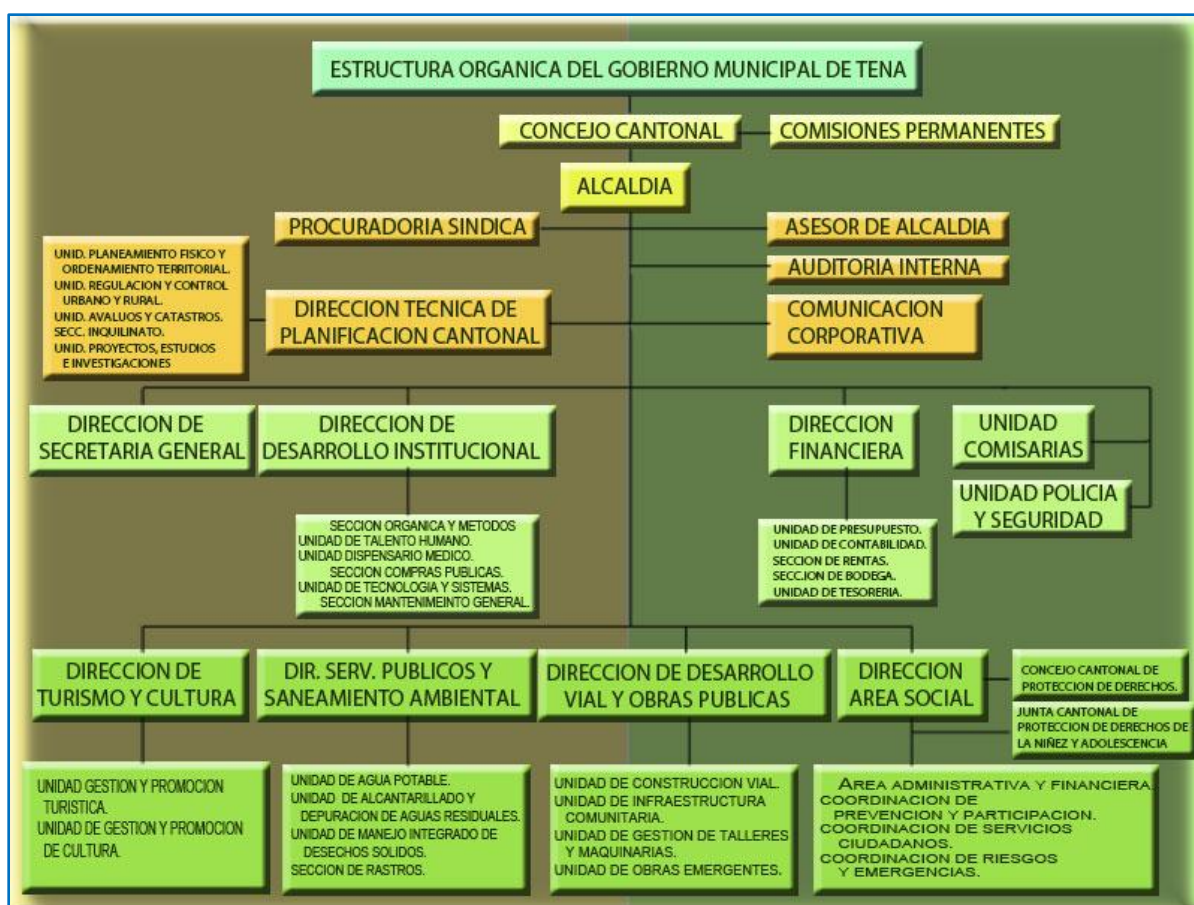 ESTRUCTURA ORGANICA DEL GOBIERNO MUNICIPAL DE TENA
CONCEJO CANTONAL
COMISIONES PERMANENTES
ALCALDIA
PROCURADORIA SINDICA
ASESOR DE ALCALDIA
AUDITORIA INTERNA
UNID. PLANEAMIENTO FISICO Y
ORDENAMIENTO TERRITORIAL.
UNID. REGULACION Y CONTROL
URBANO Y RURAL.
UNID. AVALUOS Y CATASTROS.
SECC. INQUILINATO.
UNID. PROYECTOS, ESTUDIOS
E INVESTIGACIONES
DIRECCION TECNICA DE
PLANIFICACION CANTONAL
COMUNICACION
CORPORATIVA
DIRECCION DE
SECRETARIA GENERAL
DIRECCION DE
DESARROLLO INSTITUCIONAL
DIRECCION
FINANCIERA
UNIDAD
COMISARIAS
UNIDAD POLICIA
Y SEGURIDAD
SECCION ORGANICA Y METODOS
UNIDAD DE TALENTO HUMANO.
UNIDAD DISPENSARIO MEDICO.
SECCION COMPRAS PUBLICAS.
UNIDAD DE TECNOLOGIA Y SISTEMAS.
SECCION MANTENIMEINTO GENERAL.
UNIDAD DE PRESUPUESTO.
UNIDAD DE CONTABILIDAD.
SECCION DE RENTAS.
SECC.ION DE BODEGA.
UNIDAD DE TESORERIA.
DIRECCION DE
TURISMO Y CULTURA
DIR. SERV. PUBLICOS Y
SANEAMIENTO AMBIENTAL
DIRECCION DE DESARROLLO
VIAL Y OBRAS PUBLICAS
DIRECCION
AREA SOCIAL
CONCEJO CANTONAL DE
PROTECCION DE DERECHOS.
JUNTA CANTONAL DE
PROTECCION DE DERECHOS DE
LA NIÑEZ Y ADOLESCENCIA
UNIDAD GESTION Y PROMOCION
TURISTICA.
UNIDAD DE GESTION Y PROMOCION
DE CULTURA.
UNIDAD DE AGUA POTABLE.
UNIDAD DE ALCANTARILLADO Y
DEPURACION DE AGUAS RESIDUALES.
UNIDAD DE MANEJO INTEGRADO DE
DESECHOS SOLIDOS.
SECCION DE RASTROS.
UNIDAD DE CONSTRUCCION VIAL.
UNIDAD DE INFRAESTRUCTURA
COMUNITARIA.
UNIDAD DE GESTION DE TALLERES
Y MAQUINARIAS.
UNIDAD DE OBRAS EMERGENTES.
AREA ADMINISTRATIVA Y FINANCIERA.
COORDINACION DE
PREVENCION Y PARTICIPACION.
COORDINACION DE SERVICIOS
CIUDADANOS.
COORDINACION DE RIESGOS
Y EMERGENCIAS.